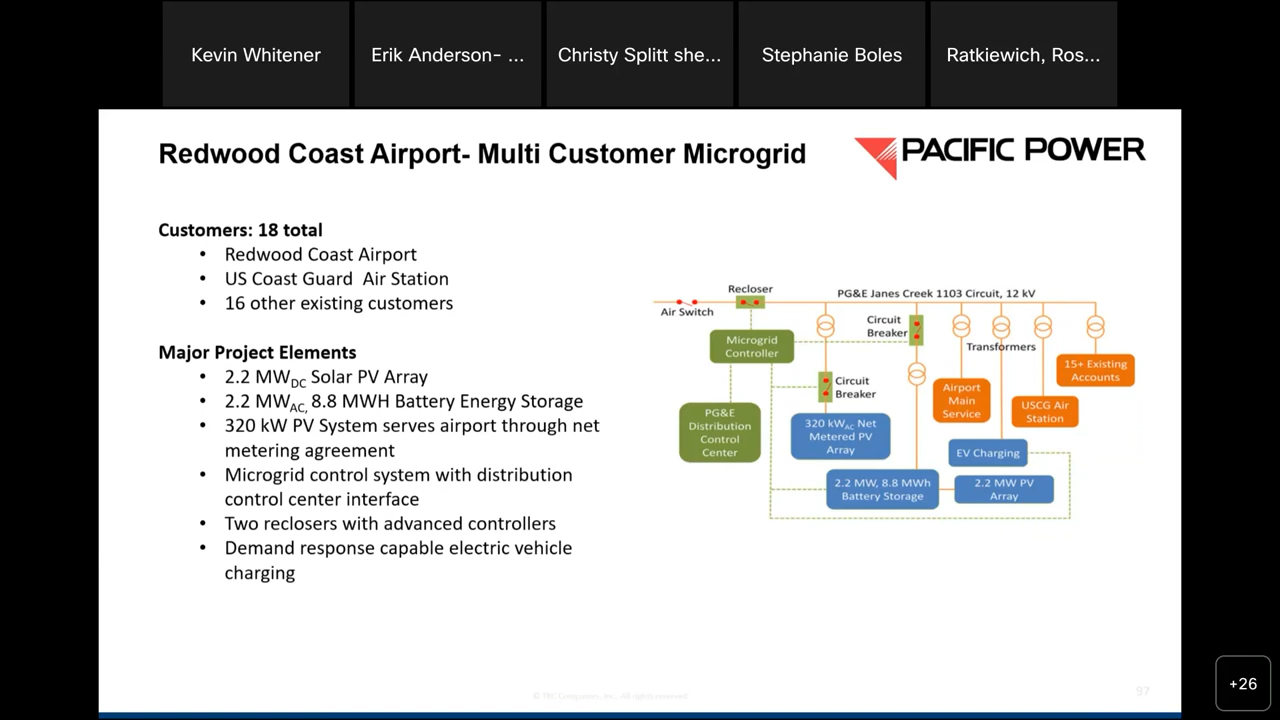 Kevin Whitener
Erik Anderson- ...
Christy Splitt she...
Stephanie Boles
Ratkiewich, Ros...
Redwood Coast Airport- Multi Customer Microgrid
PACIFIC POWER
Customers: 18 total
• Redwood Coast Airport
• US Coast Guard  Air Station
• 16 other existing customers
Major Project Elements
• 2.2 MWDC Solar PV Array
• 2.2 MWAC, 8.8 MWH Battery Energy Storage
• 320 kW PV System serves airport through net
metering agreement
• Microgrid control system with distribution
control center interface
• Two reclosers with advanced controllers
• Demand response capable electric vehicle
charging
Recloser
PG&E Janes Creek 1103 Circuit, 12 kV
Air Switch
Circuit
Breaker
Transformers
Microgrid
Controller
15+ Existing
Accounts
Circuit
Breaker
Airport
Main
Service
USCG Air
Station
PG&E
Distribution
Control
Center
320 kWAC Net
Metered PV
Array
EV Charging
2.2 MW, 8.8 MWh
Battery Storage
2.2 MW PV
Array
97
+26